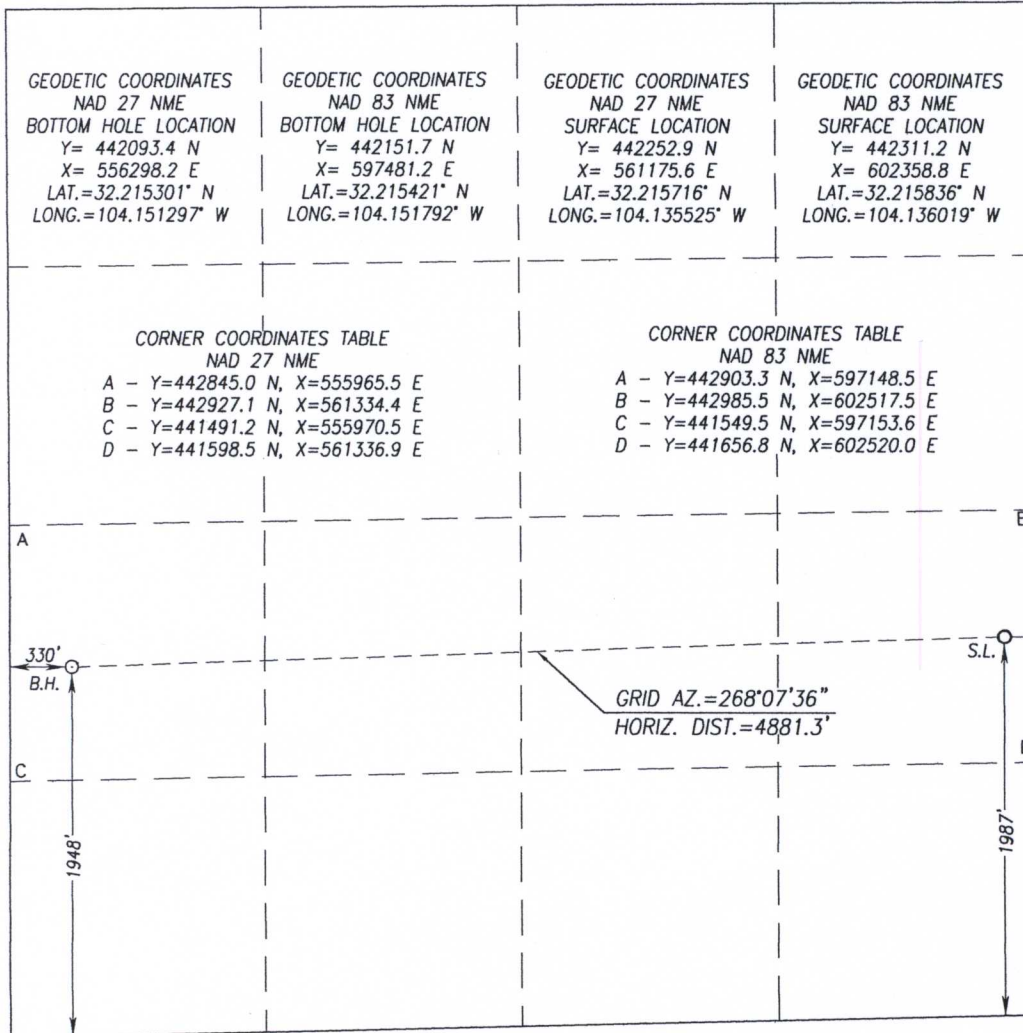 GEODETIC COORDINATES
NAD 27 NME
BOTTOM HOLE LOCATION
Y= 442093.4 N
X= 556298.2 E
LAT.=32.215301° N
LONG.=104.151297° W
GEODETIC COORDINATES
NAD 83 NME
BOTTOM HOLE LOCATION
Y= 442151.7 N
X= 597481.2 E
LAT.=32.215421° N
LONG.=104.151792° W
GEODETIC COORDINATES
NAD 27 NME
SURFACE LOCATION
Y= 442252.9 N
X= 561175.6 E
LAT.=32.215716° N
LONG.=104.135525° W
GEODETIC COORDINATES
NAD 83 NME
SURFACE LOCATION
Y= 442311.2 N
X= 602358.8 E
LAT.=32.215836° N
LONG.=104.136019° W
CORNER COORDINATES TABLE
NAD 27 NME
A - Y=442845.0 N, X=555965.5 E
B - Y=442927.1 N, X=561334.4 E
C - Y=441491.2 N, X=555970.5 E
D - Y=441598.5 N, X=561336.9 E
CORNER COORDINATES TABLE
NAD 83 NME
A - Y=442903.3 N, X=597148.5 E
B - Y=442985.5 N, X=602517.5 E
C - Y=441549.5 N, X=597153.6 E
D - Y=441656.8 N, X=602520.0 E
A
330'
B.H.
S.L.
GRID AZ.=268°07'36"
HORIZ. DIST.=4881.3'
C
1948'
1987'